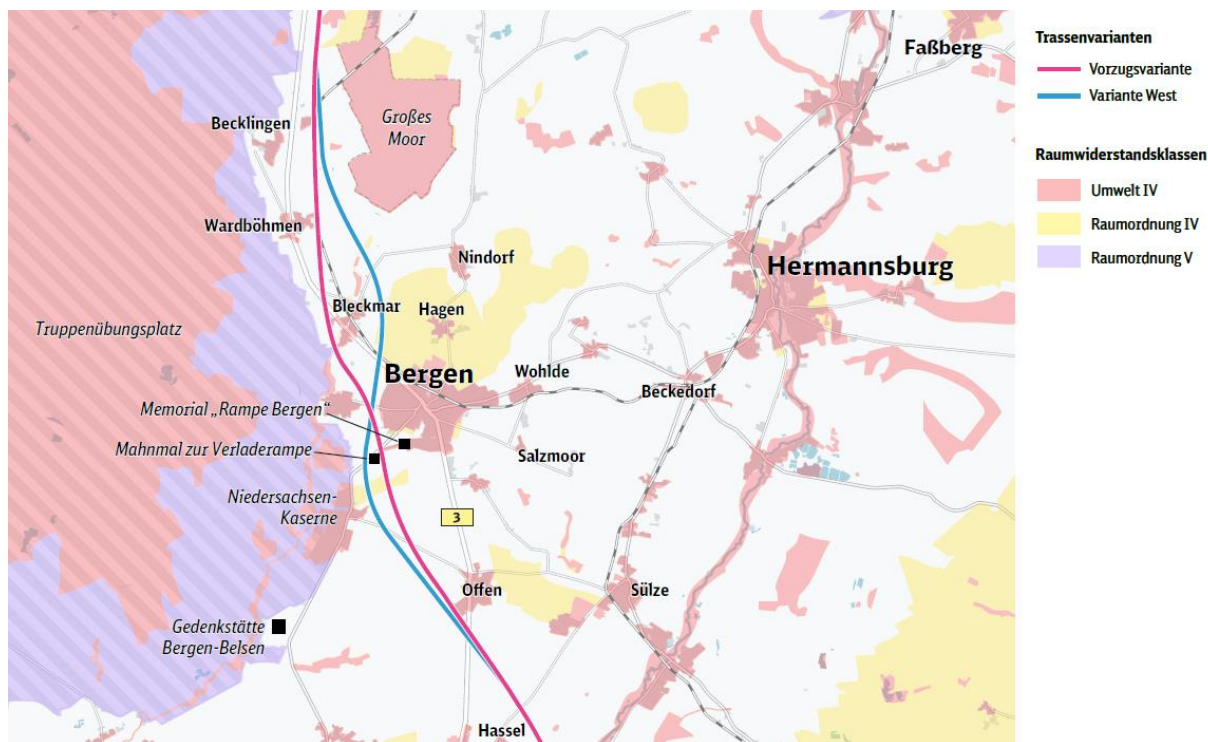 Faßberg
Becklingen
Großes
Moor
Wardböhmen
Nindorf
Hermannsburg
Bleckmar
Hagen
Truppenübungsplatz
Bergen
Wohlde
Beckedorf
Memorial „Rampe Bergen“
Mahnmal zur Verladerampe
Salzmoor
Niedersachsen-
Kaserne
3
Offen
Sülze
Gedenkstätte
Bergen-Belsen
Hassel
Trassenvarianten
Vorzugsvariante
Variante West
Raumwiderstandsklassen
Umwelt IV
Raumordnung IV
Raumordnung V